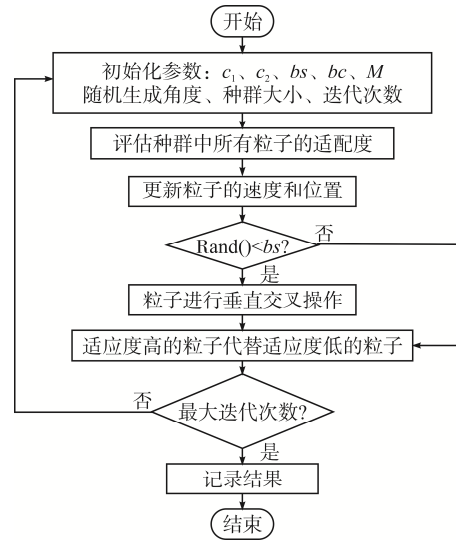 开始
初始化参数：c₁、c₂、bs、bc、M
随机生成角度、种群大小、迭代次数
评估种群中所有粒子的适配度
更新粒子的速度和位置
Rand()<bs?
否
是
粒子进行垂直交叉操作
适应度高的粒子代替适应度低的粒子
否
最大迭代次数?
是
记录结果
结束